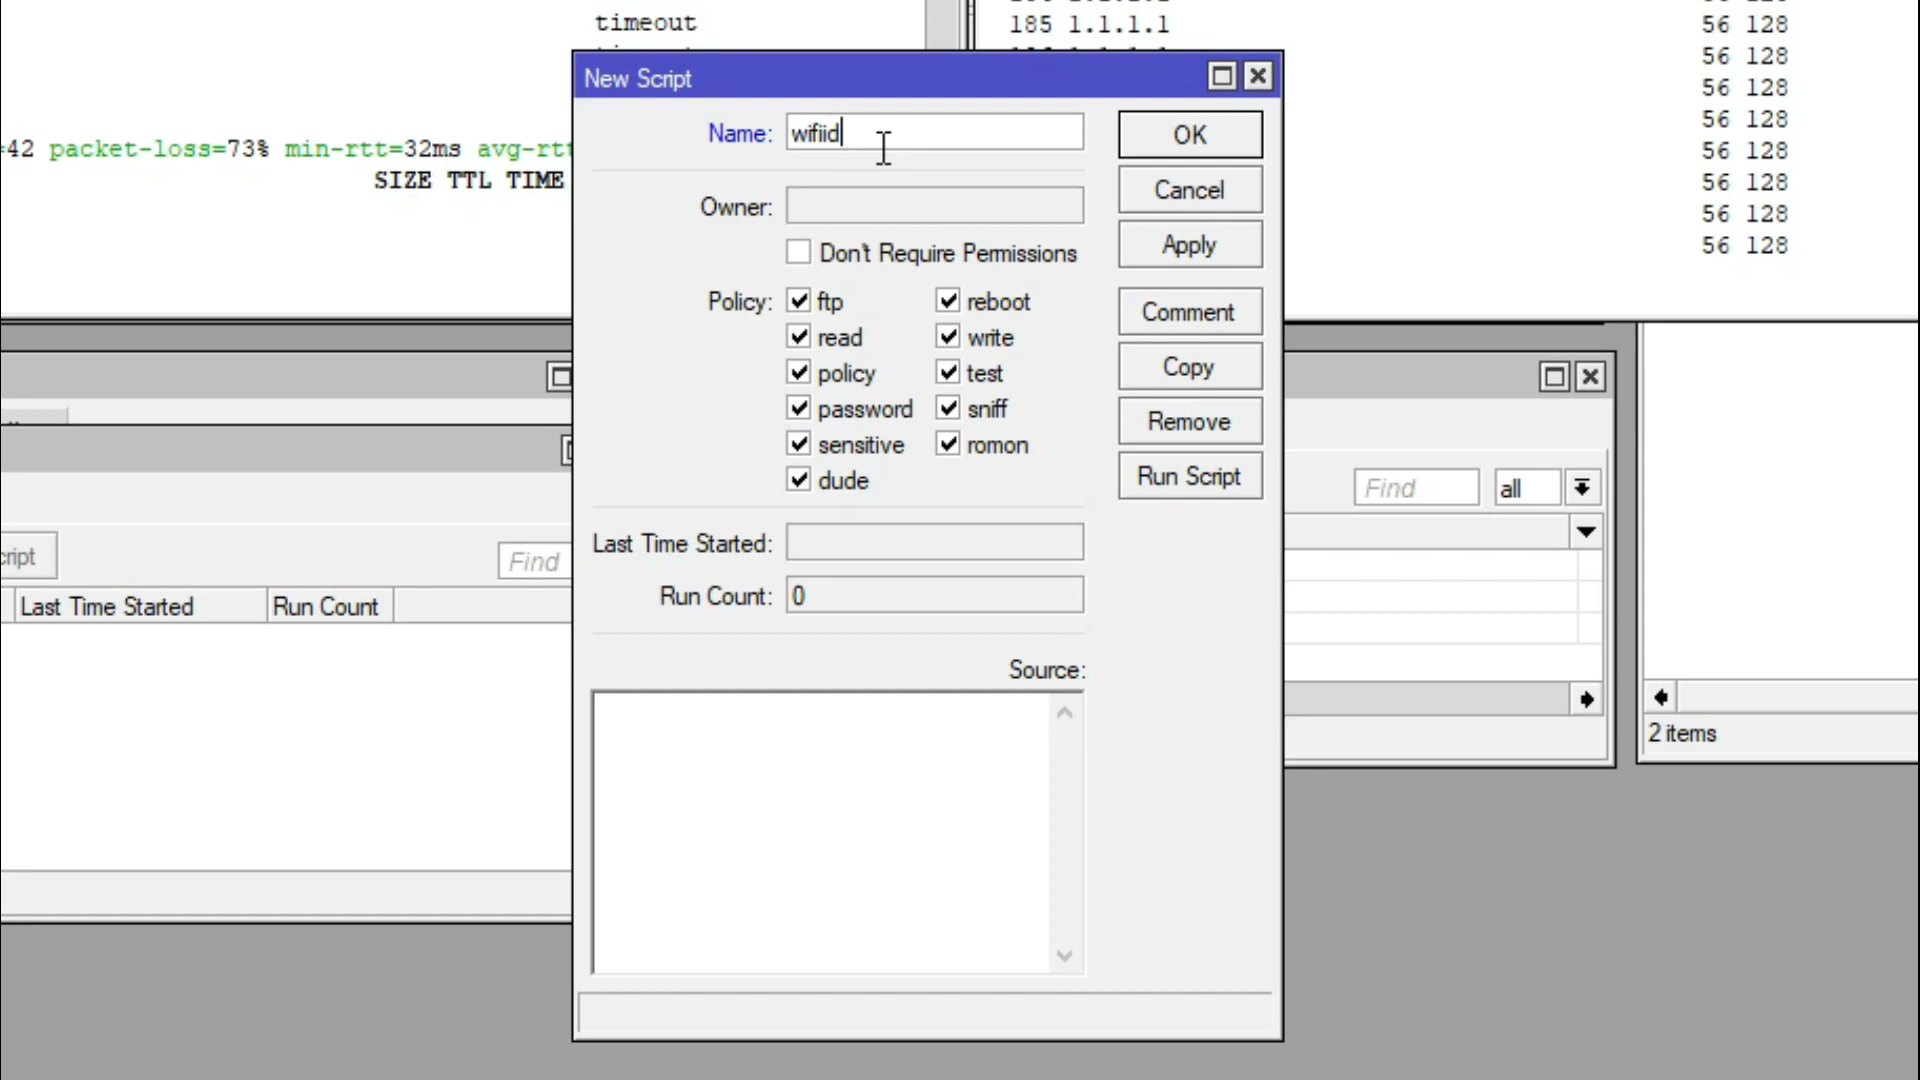 timeout
185 1.1.1.1
56 128
56 128
56 128
56 128
56 128
56 128
56 128
56 128
=42 packet-loss=73% min-rtt=32ms avg-rtt
SIZE TTL TIME
New Script
Name: wifiid
OK
Owner:
Cancel
Don't Require Permissions
Apply
Policy: ftp reboot
Comment
read write
policy test
Copy
password sniff
Remove
sensitive romon
dude
Run Script
Find all
Last Time Started:
Run Count: 0
Source:
cript
Find
Last Time Started Run Count
2 items